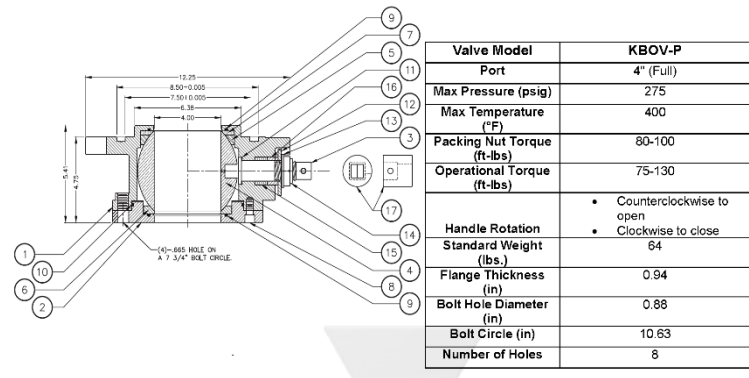 12.25
8.50±0.005
7.50±0.005
6.38
4.00
5.41
4.75
9
7
5
11
16
12
13
3
17
14
15
4
8
9
1
10
6
2
(4)-.665 HOLE ON
A 7 3/4" BOLT CIRCLE.
Valve Model KBOV-P
Port 4" (Full)
Max Pressure (psig) 275
Max Temperature
(°F) 400
Packing Nut Torque
(ft-lbs) 80-100
Operational Torque
(ft-lbs) 75-130
Handle Rotation
• Counterclockwise to
open
• Clockwise to close
Standard Weight
(lbs.) 64
Flange Thickness
(in) 0.94
Bolt Hole Diameter
(in) 0.88
Bolt Circle (in) 10.63
Number of Holes 8